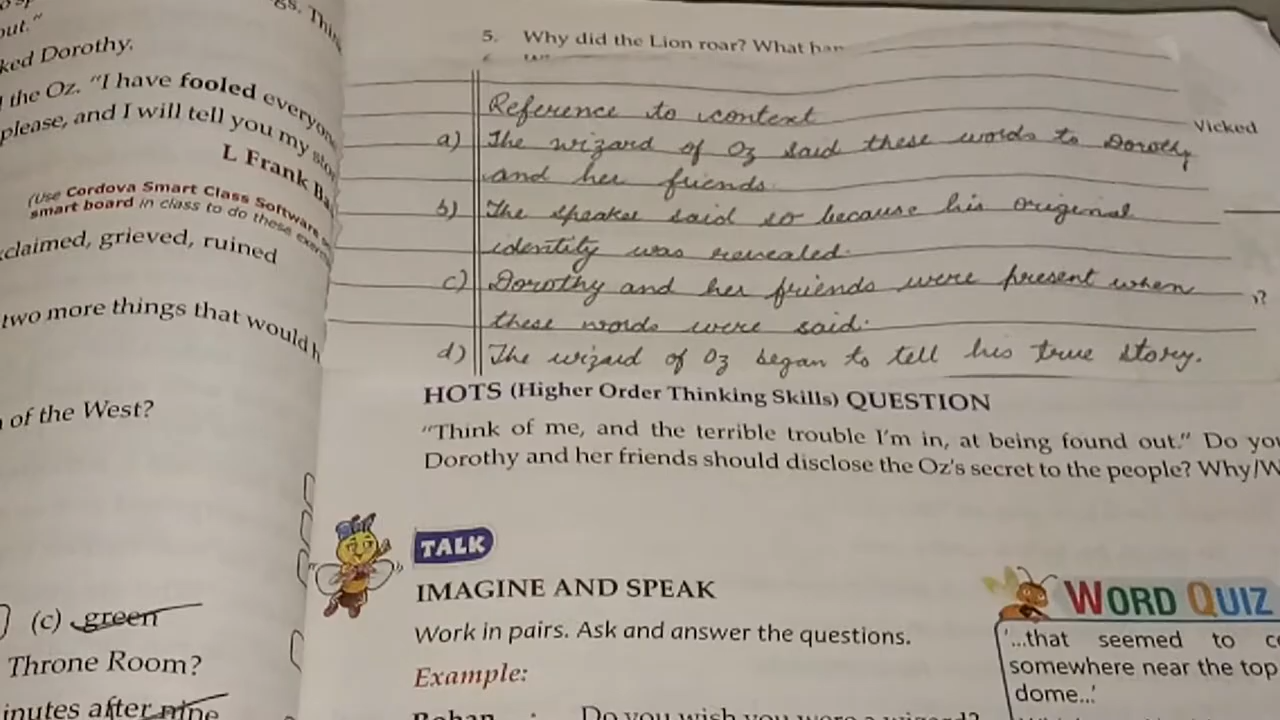 out."
ked Dorothy.
the Oz. "I have fooled everyone
please, and I will tell you my
L Frank
(Use Cordova Smart Class Software
smart board in class to do these
claimed, grieved, ruined
two more things that would
of the West?
(c) green
Throne Room?
inutes after nine
5. Why did the Lion roar? What
Reference to context
Vicked
a) The wizard of Oz said these words to Dorothy
and her friends.
b) The speaker said so because his original
identity was revealed.
c) Dorothy and her friends were present when
these words were said.
d) The wizard of Oz began to tell his true story.
HOTS (Higher Order Thinking Skills) QUESTION
"Think of me, and the terrible trouble I'm in, at being found out." Do you
Dorothy and her friends should disclose the Oz's secret to the people? Why/W
TALK
IMAGINE AND SPEAK
Work in pairs. Ask and answer the questions.
Example:
Rohan : Do you wish you were a wizard?
WORD QUIZ
'...that seemed to
somewhere near the top
dome...'